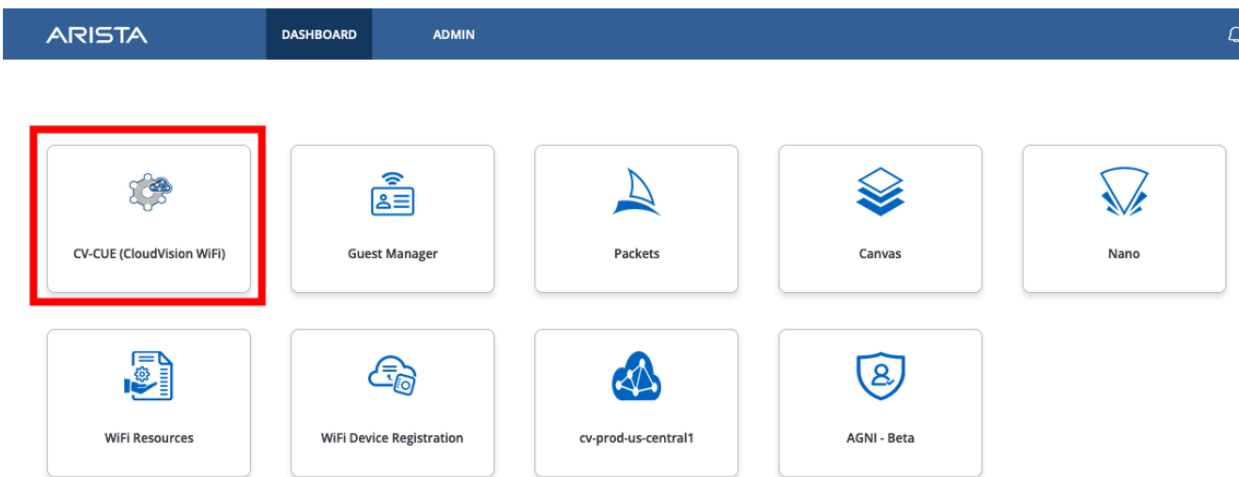 ARISTA DASHBOARD ADMIN
CV-CUE (CloudVision WiFi) Guest Manager Packets Canvas Nano
WiFi Resources WiFi Device Registration cv-prod-us-central1 AGNI - Beta